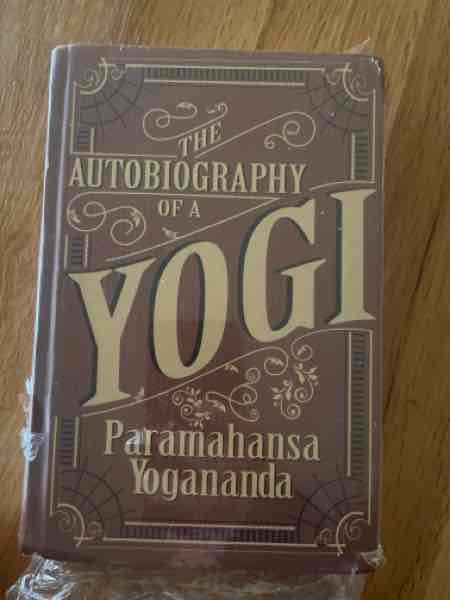 THE
AUTOBIOGRAPHY
OF A
YOGI
Paramahansa
Yogananda